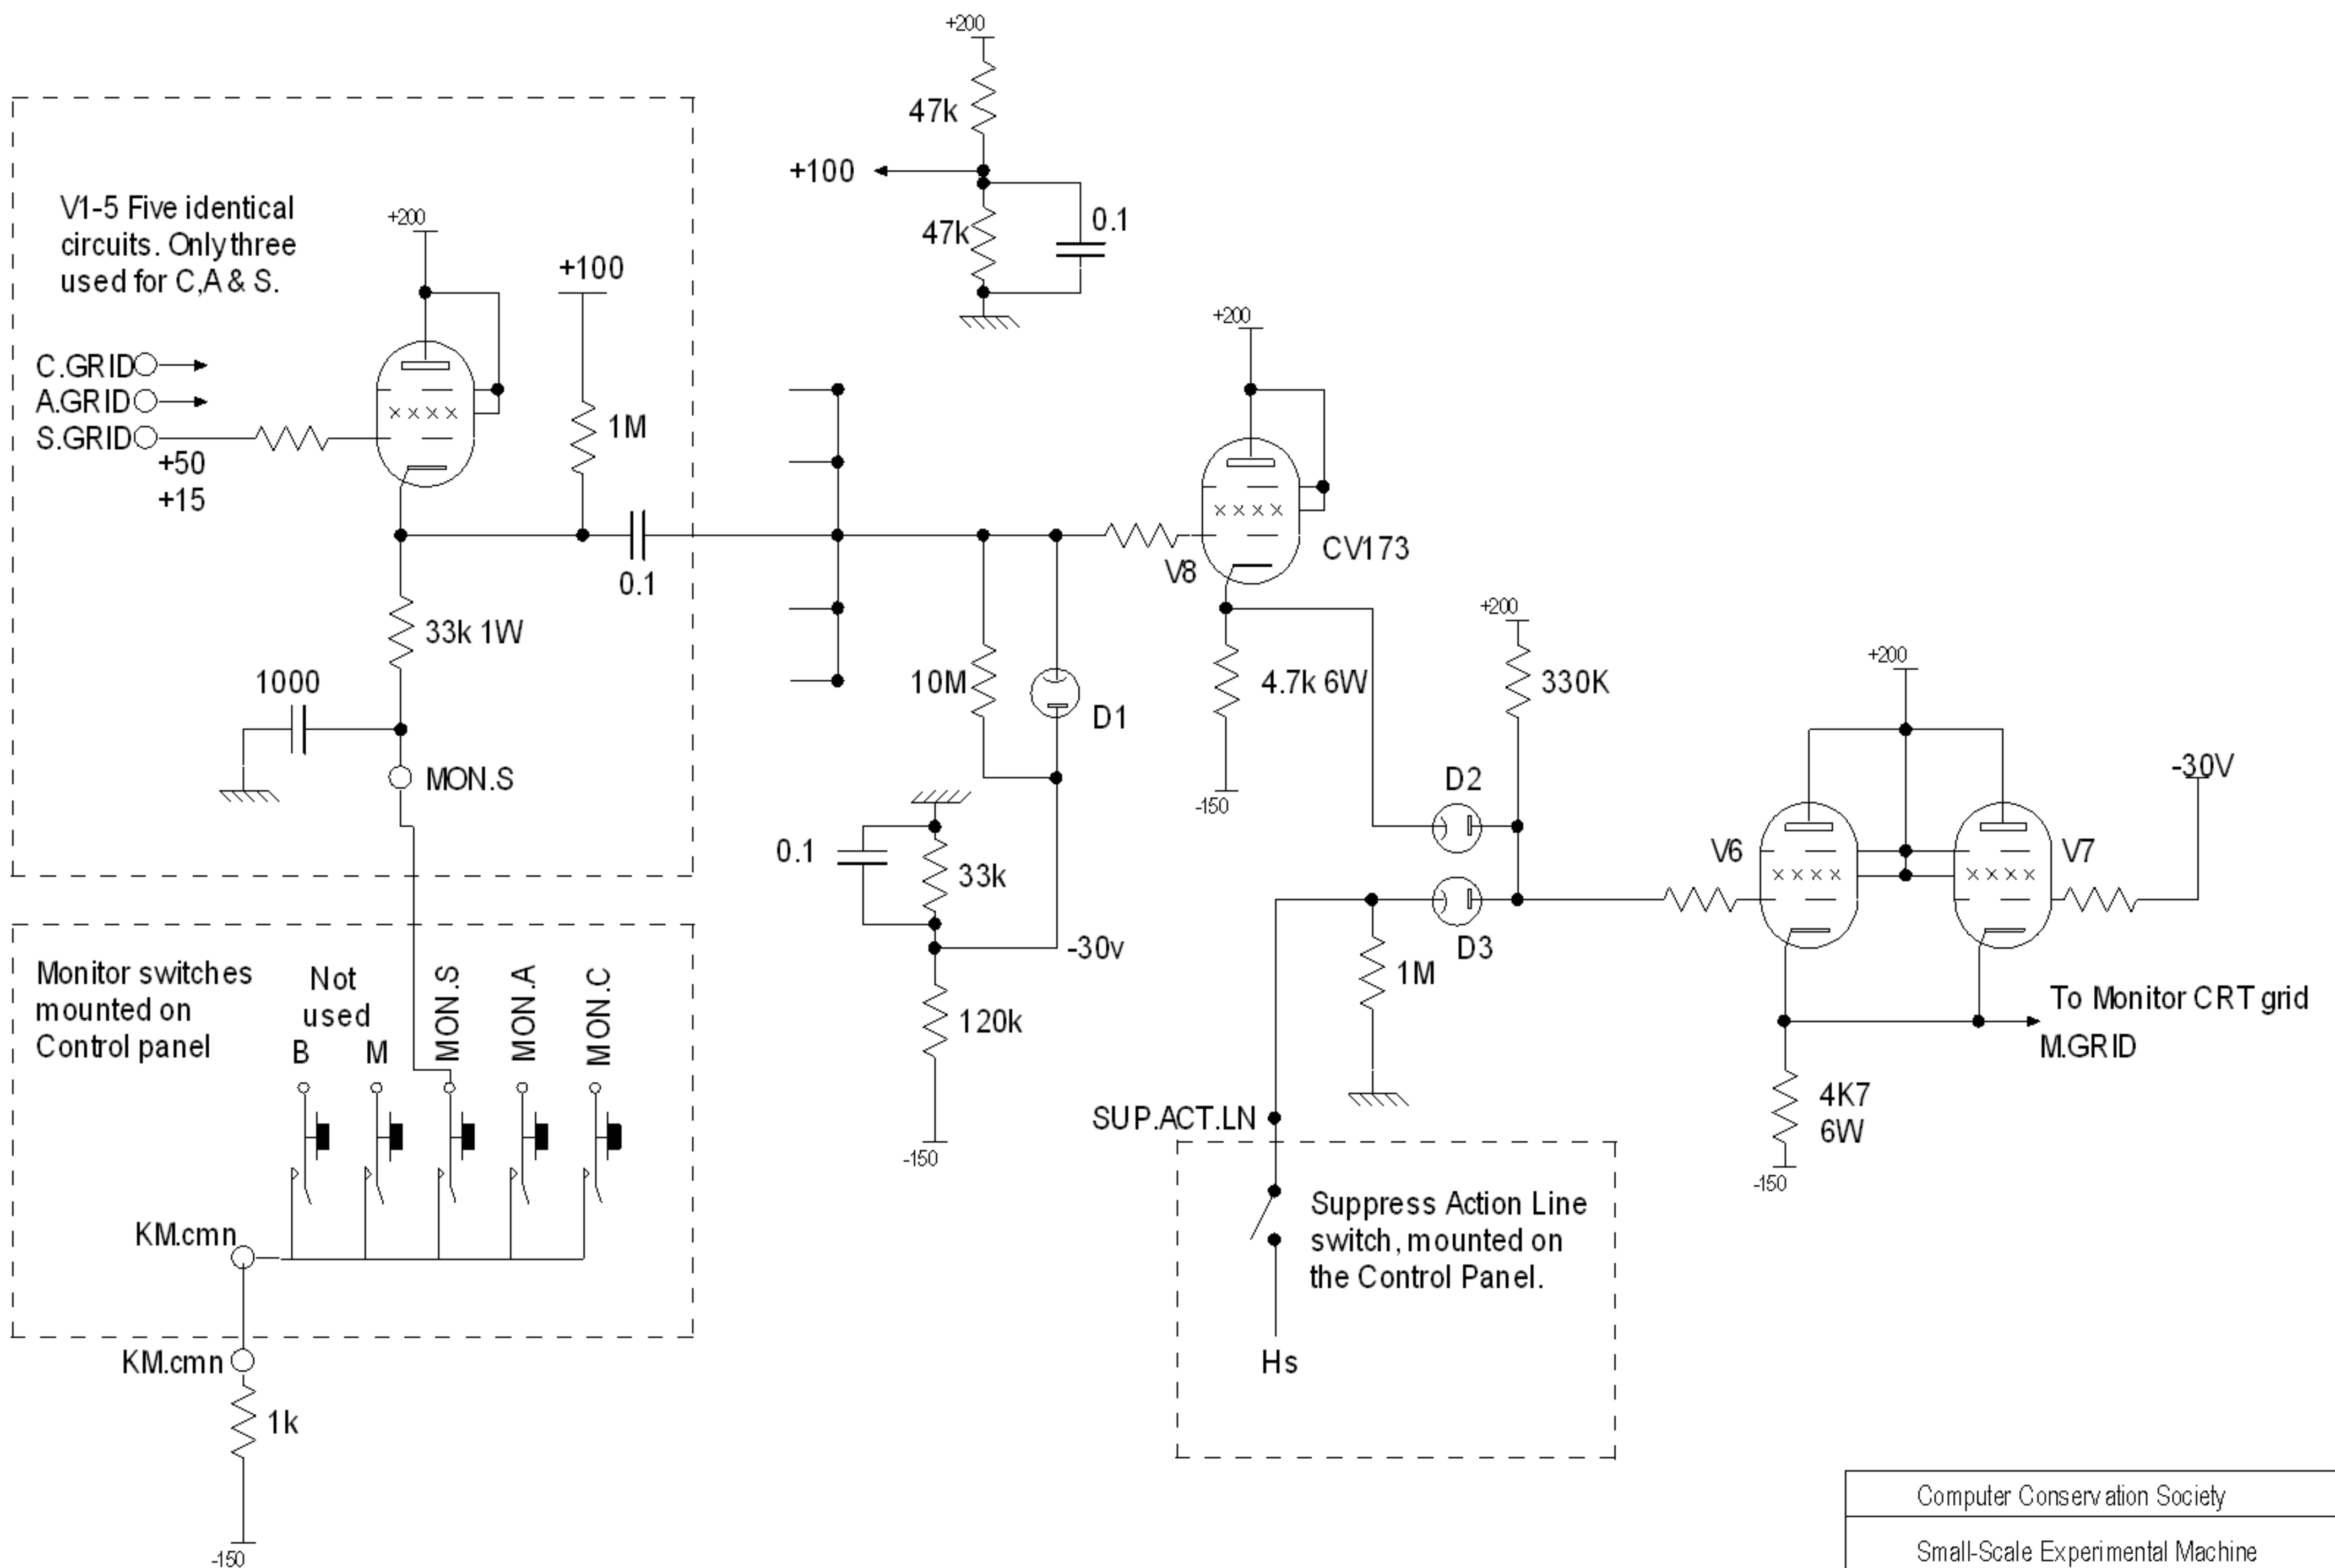 +200
47k
+100
47k
0.1
V1-5 Five identical
circuits. Only three
used for C,A & S.
+200
+100
C.GRID
A.GRID
S.GRID
+50
+15
1M
0.1
33k 1W
1000
MON.S
+200
V8
CV173
10M
D1
4.7k 6W
-150
+200
330K
D2
D3
0.1
33k
-30v
120k
-150
1M
+200
-30V
V6
V7
To Monitor CRT grid
M.GRID
4K7
6W
-150
Monitor switches
mounted on
Control panel
Not
used
B
M
MON.S
MON.A
MON.C
KM.cmn
KM.cmn
1k
-150
SUP.ACT.LN
Suppress Action Line
switch, mounted on
the Control Panel.
Hs
Computer Conservation Society
Small-Scale Experimental Machine